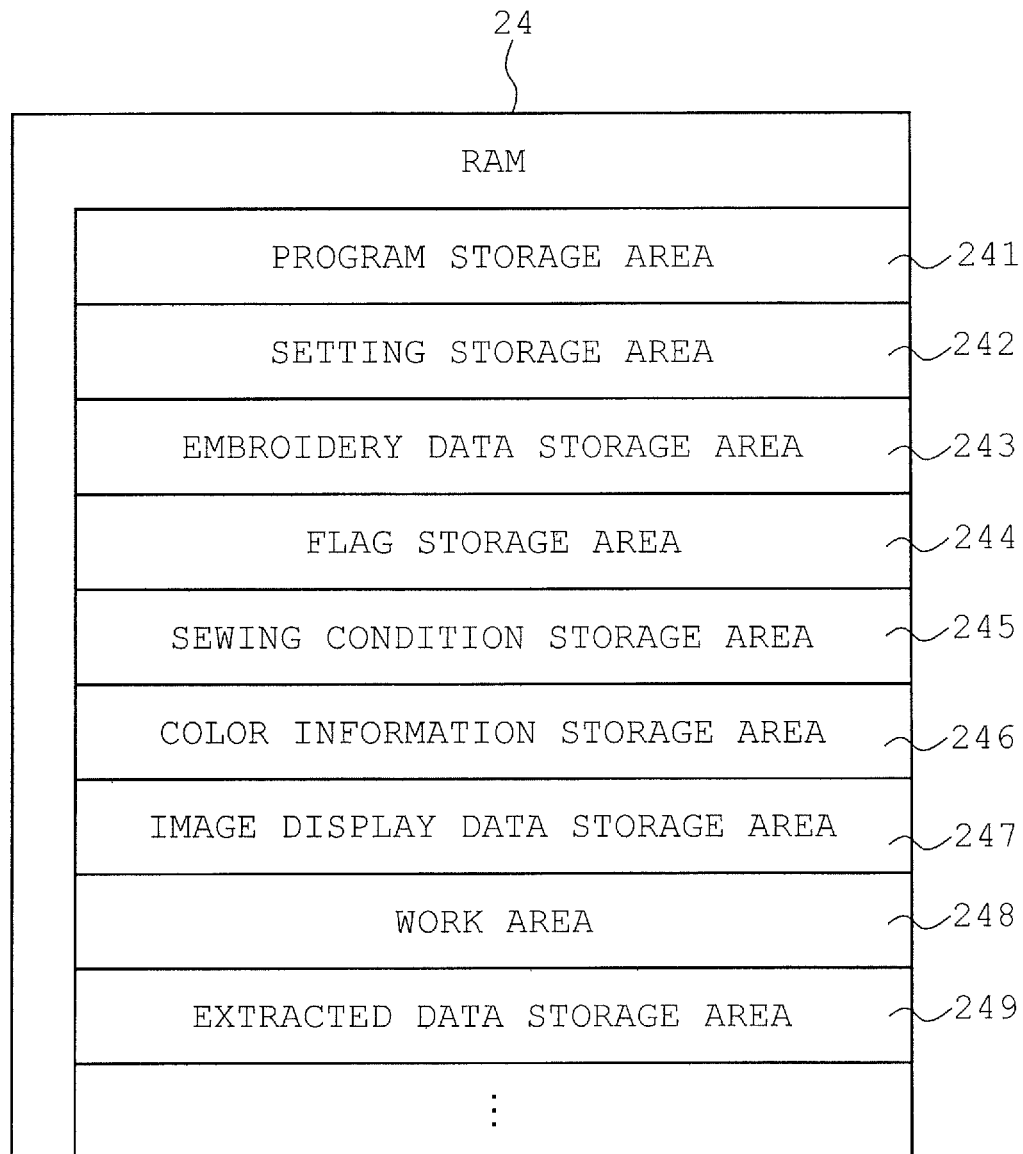 24
RAM
PROGRAM STORAGE AREA 241
SETTING STORAGE AREA 242
EMBROIDERY DATA STORAGE AREA 243
FLAG STORAGE AREA 244
SEWING CONDITION STORAGE AREA 245
COLOR INFORMATION STORAGE AREA 246
IMAGE DISPLAY DATA STORAGE AREA 247
WORK AREA 248
EXTRACTED DATA STORAGE AREA 249
⋮